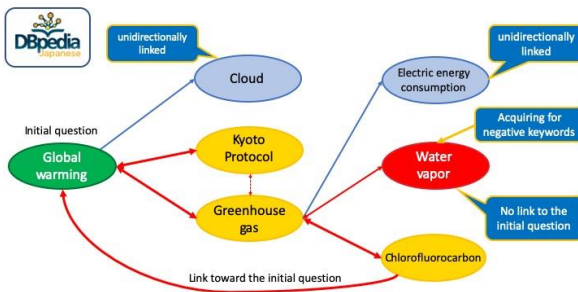 DBpedia
Japanese
unidirectionally
linked
unidirectionally
linked
Cloud
Electric energy
consumption
Initial question
Acquiring for
negative keywords
Kyoto
Protocol
Global
warming
Water
vapor
Greenhouse
gas
No link to the
initial question
Chlorofluorocarbon
Link toward the initial question